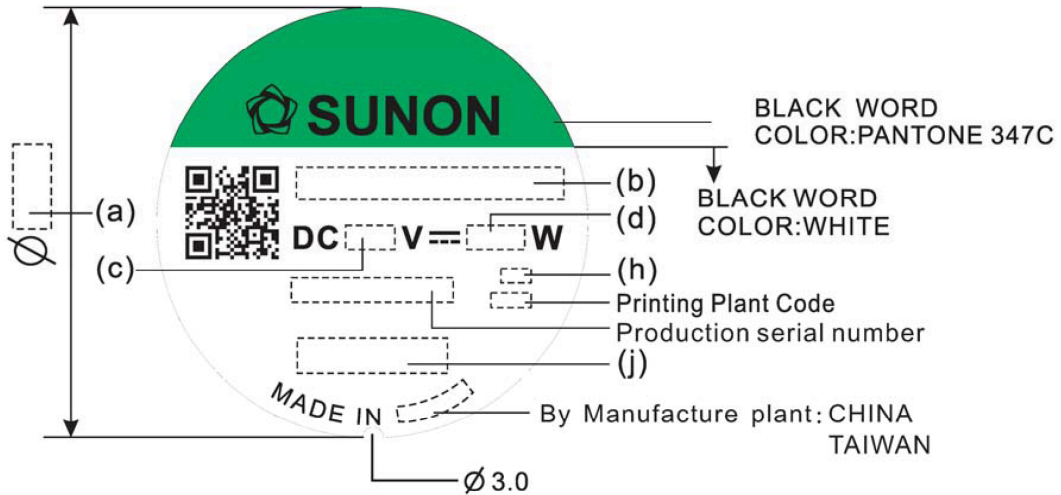 SUNON
BLACK WORD
COLOR:PANTONE 347C
(a)
(b)
BLACK WORD
COLOR:WHITE
DC V W
(d)
(c)
(h)
Printing Plant Code
Production serial number
(j)
MADE IN
By Manufacture plant: CHINA
TAIWAN
Ø
Ø 3.0